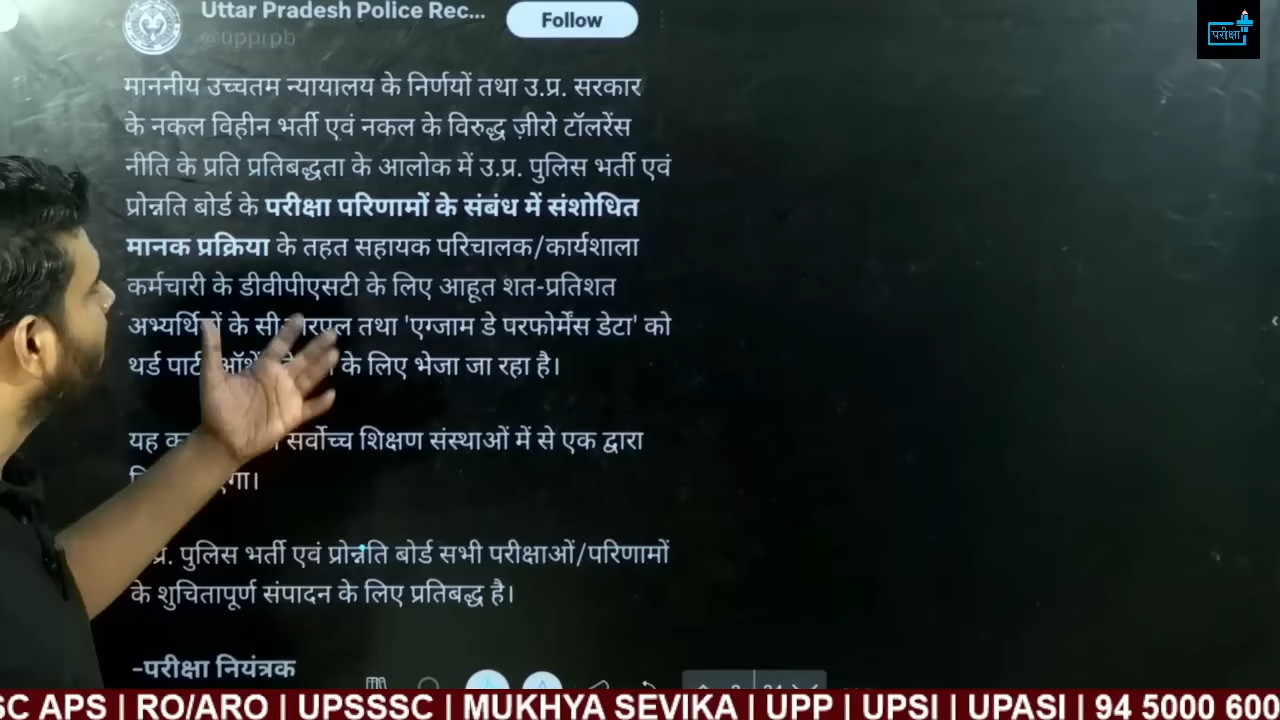 Uttar Pradesh Police Rec...
Follow
@upprpb
परीक्षा
माननीय उच्चतम न्यायालय के निर्णयों तथा उ.प्र. सरकार
के नकल विहीन भर्ती एवं नकल के विरुद्ध ज़ीरो टॉलरेंस
नीति के प्रति प्रतिबद्धता के आलोक में उ.प्र. पुलिस भर्ती एवं
प्रोन्नति बोर्ड के परीक्षा परिणामों के संबंध में संशोधित
मानक प्रक्रिया के तहत सहायक परिचालक/कार्यशाला
कर्मचारी के डीवीपीएसटी के लिए आहूत शत-प्रतिशत
के तथा 'एग्जाम डे परफोर्मेंस डेटा' को
थर्ड के लिए भेजा जा रहा है।
यह सर्वोच्च शिक्षण संस्थाओं में से एक द्वारा
पुलिस भर्ती एवं प्रोन्नति बोर्ड सभी परीक्षाओं/परिणामों
के शुचितापूर्ण संपादन के लिए प्रतिबद्ध है।
-परीक्षा नियंत्रक
SC APS | RO/ARO | UPSSSC | MUKHYA SEVIKA | UPP | UPSI | UPASI | 94 5000 600